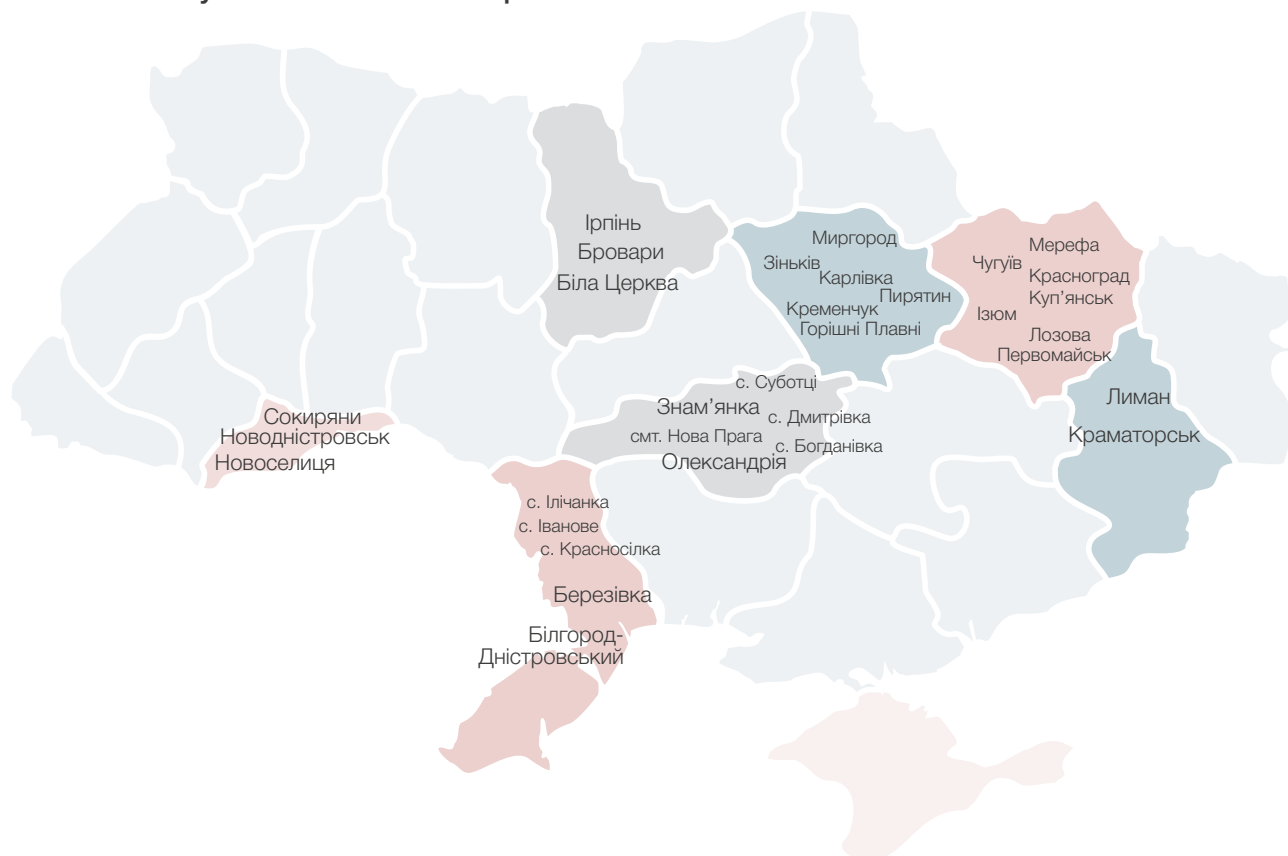 Ірпінь
Бровари
Біла Церква
Миргород
Зіньків
Карлівка
Пирятин
Кременчук
Горішні Плавні
Мерефа
Чугуїв
Красноград
Куп’янськ
Ізюм
Лозова
Первомайськ
Лиман
Краматорськ
с. Суботці
Знам’янка
с. Дмитрівка
смт. Нова Прага
с. Богданівка
Олександрія
Сокиряни
Новодністровськ
Новоселиця
с. Ілічанка
с. Іванове
с. Красносілка
Березівка
Білгород-
Дністровський